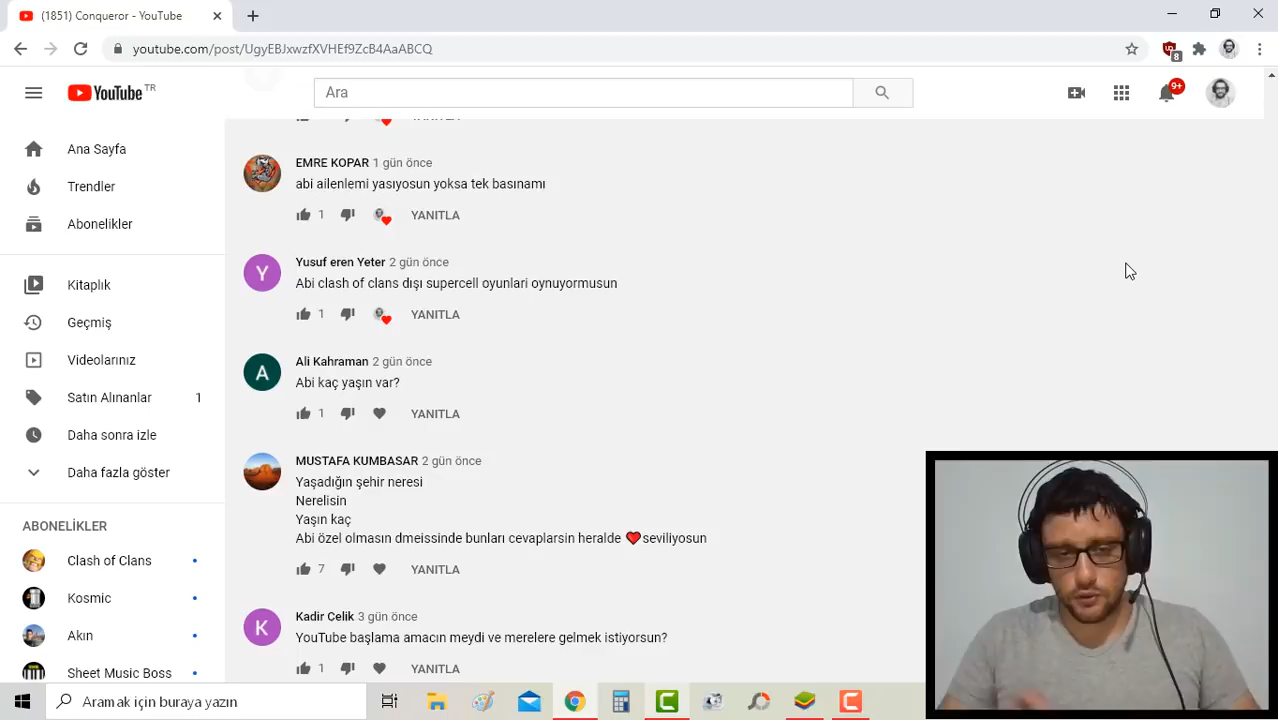 (1851) Conqueror - YouTube
youtube.com/post/UgyEBJxwzfXVHEf9ZcB4AaABCQ
8
YouTube TR
Ara
9+
Ana Sayfa
Trendler
Abonelikler
Kitaplık
Geçmiş
Videolarınız
Satın Alınanlar 1
Daha sonra izle
Daha fazla göster
ABONELİKLER
Clash of Clans
Kosmic
Akın
Sheet Music Boss
YANITLA
EMRE KOPAR 1 gün önce
abi ailenlemi yasıyosun yoksa tek basınamı
1 YANITLA
Y
Yusuf eren Yeter 2 gün önce
Abi clash of clans dışı supercell oyunlari oynuyormusun
1 YANITLA
A
Ali Kahraman 2 gün önce
Abi kaç yaşın var?
1 YANITLA
MUSTAFA KUMBASAR 2 gün önce
Yaşadığın şehir neresi
Nerelisin
Yaşın kaç
Abi özel olmasın dmeissinde bunları cevaplarsin heralde ❤️seviliyosun
7 YANITLA
K
Kadir Celik 3 gün önce
YouTube başlama amacın meydi ve merelere gelmek istiyorsun?
1 YANITLA
Aramak için buraya yazın